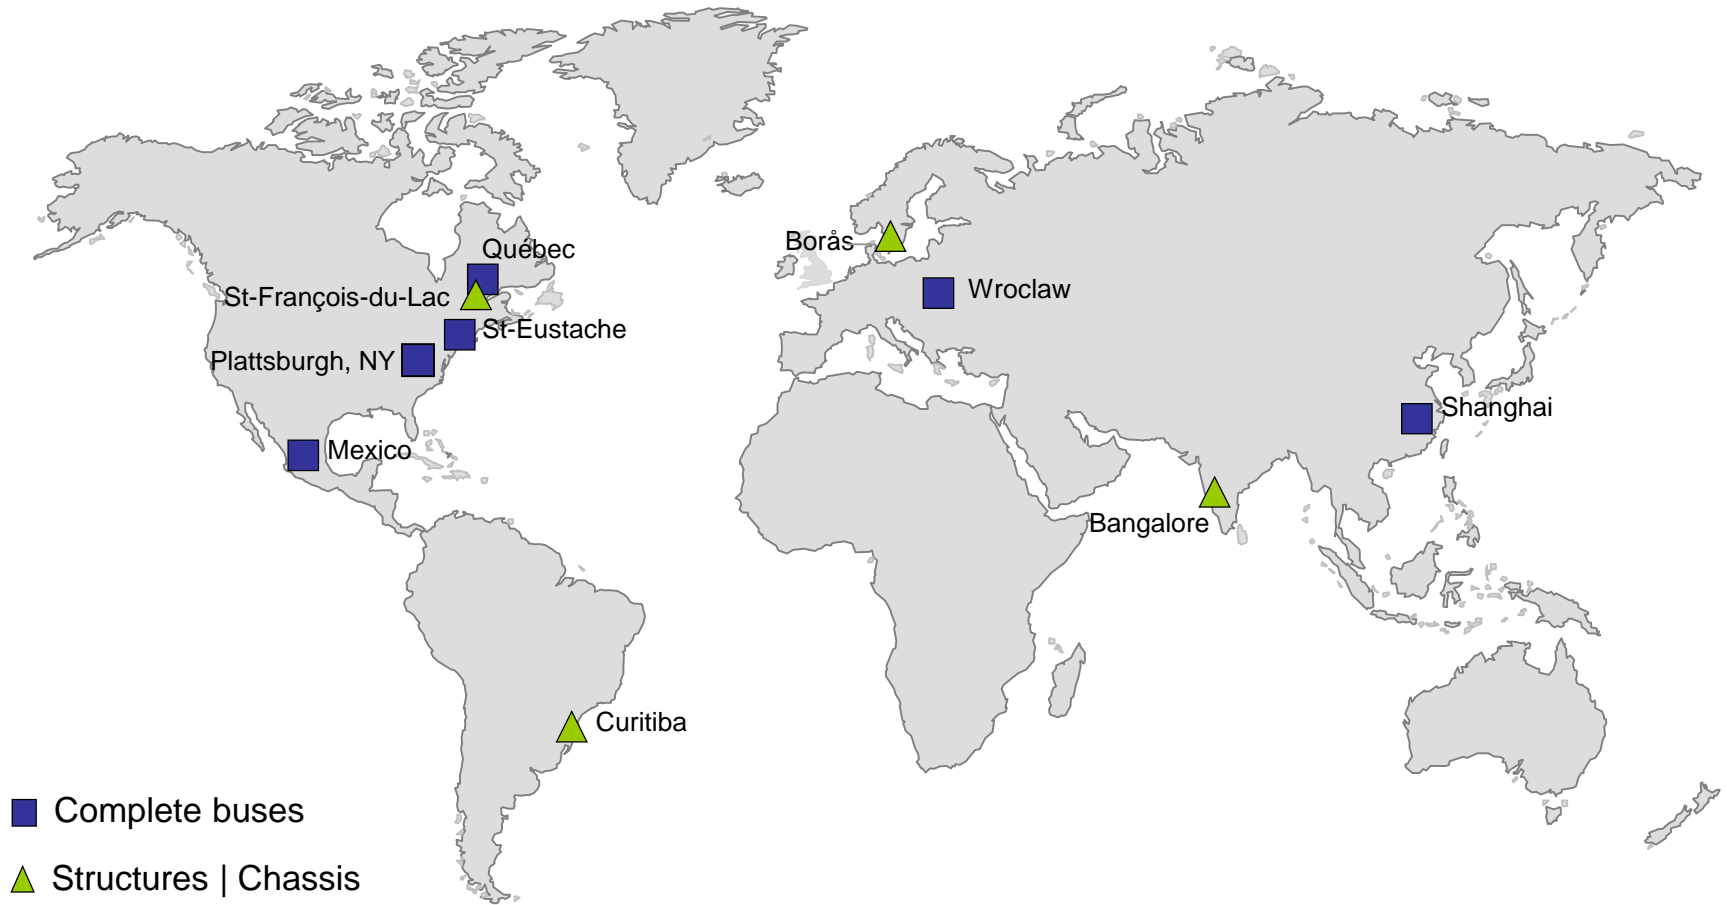 Québec
Borås
St-François-du-Lac
Wroclaw
St-Eustache
Plattsburgh, NY
Shanghai
Mexico
Bangalore
Curitiba
Complete buses
Structures | Chassis